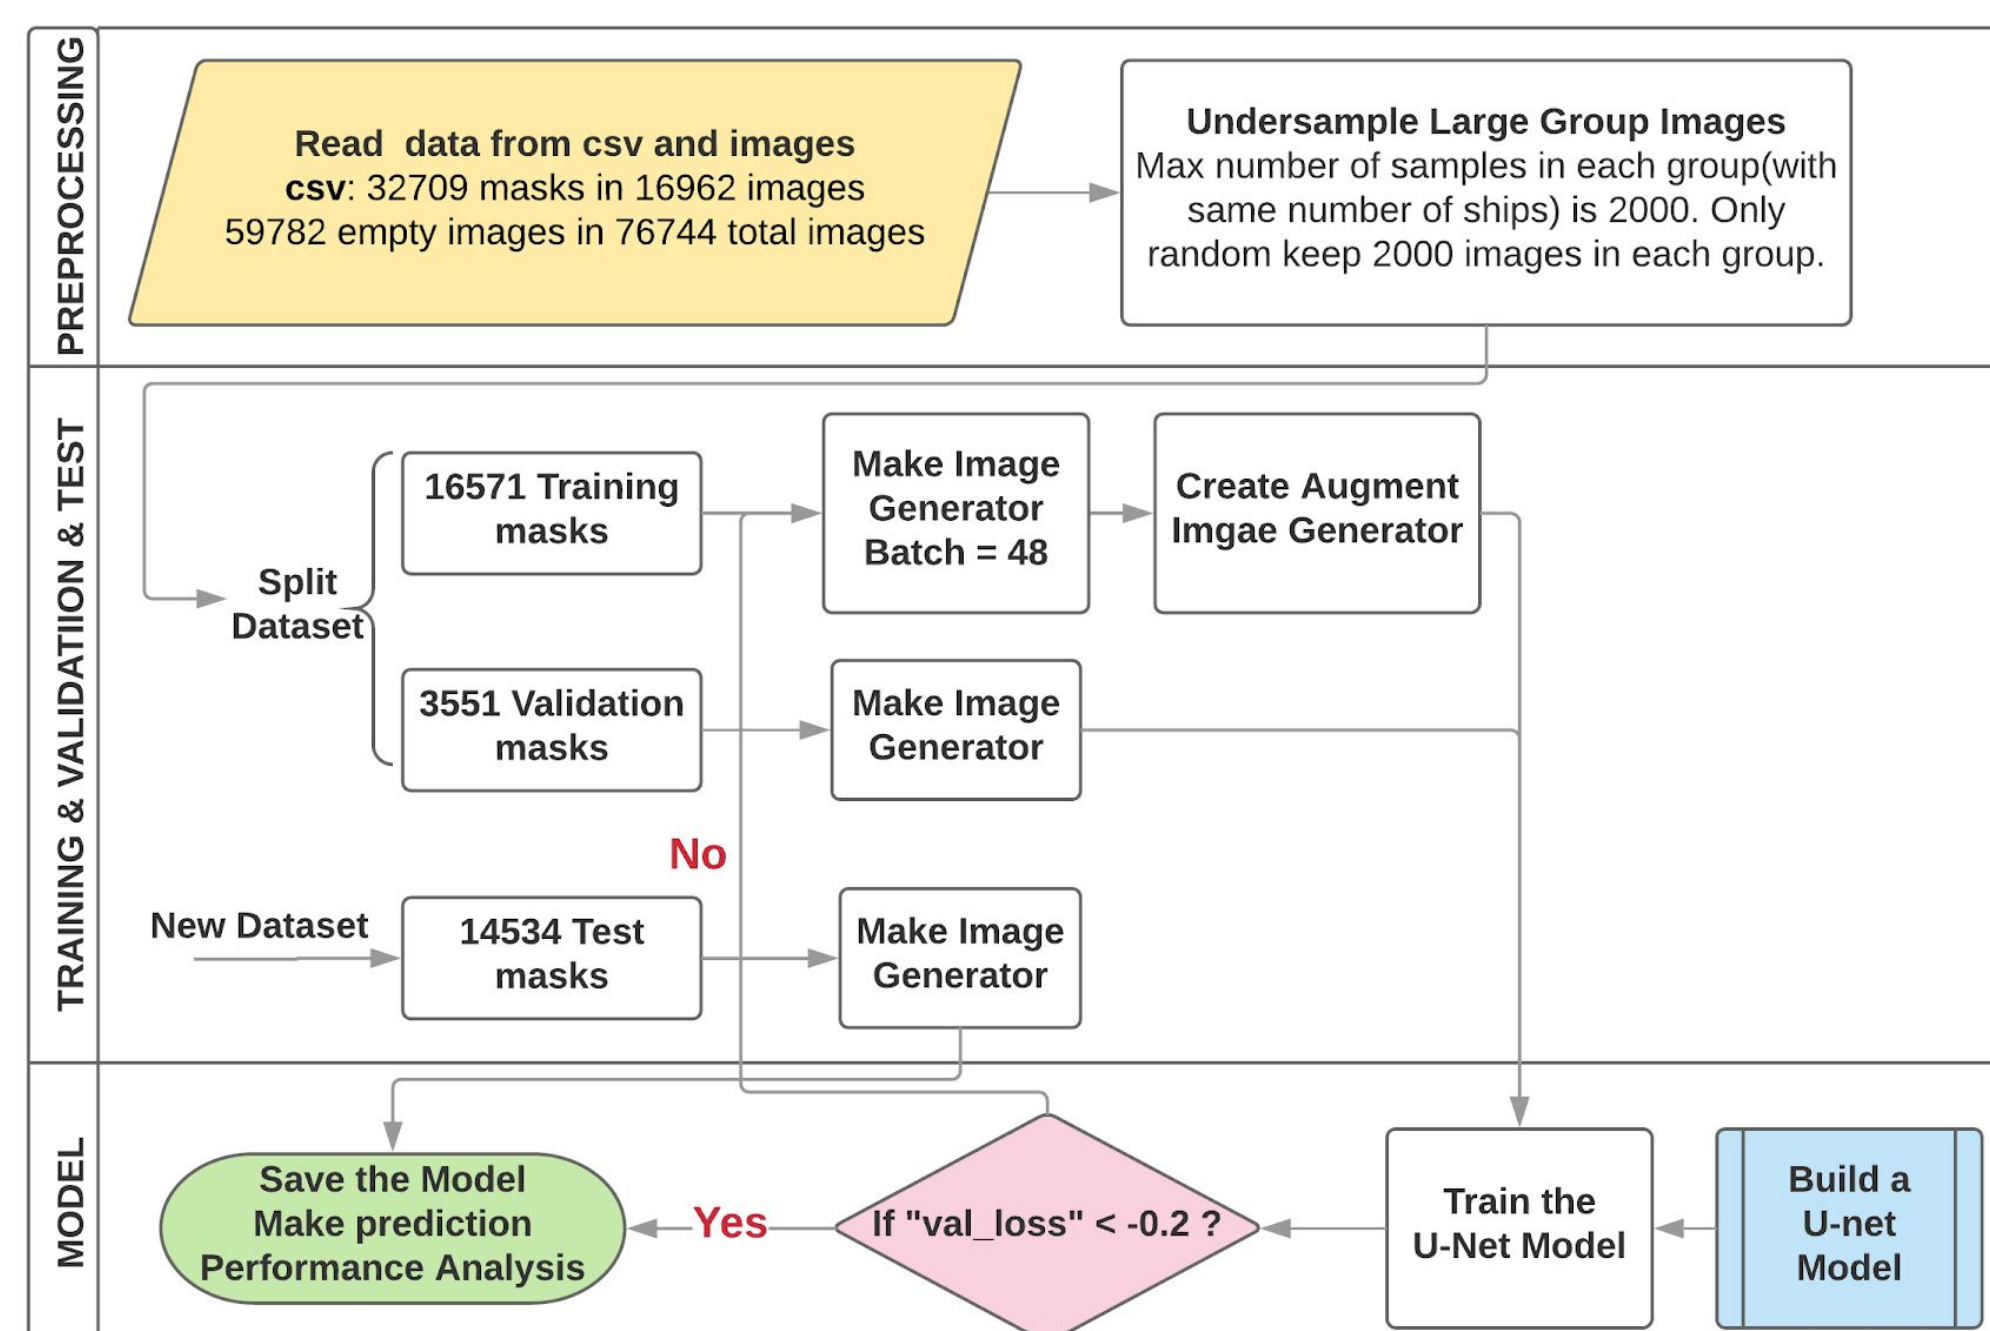 PREPROCESSING
Read data from csv and images
csv: 32709 masks in 16962 images
59782 empty images in 76744 total images
Undersample Large Group Images
Max number of samples in each group(with
same number of ships) is 2000. Only
random keep 2000 images in each group.
TRAINING & VALIDATIION & TEST
Split
Dataset
16571 Training
masks
Make Image
Generator
Batch = 48
Create Augment
Imgae Generator
3551 Validation
masks
Make Image
Generator
No
New Dataset
14534 Test
masks
Make Image
Generator
MODEL
Save the Model
Make prediction
Performance Analysis
Yes
If "val_loss" < -0.2 ?
Train the
U-Net Model
Build a
U-net
Model